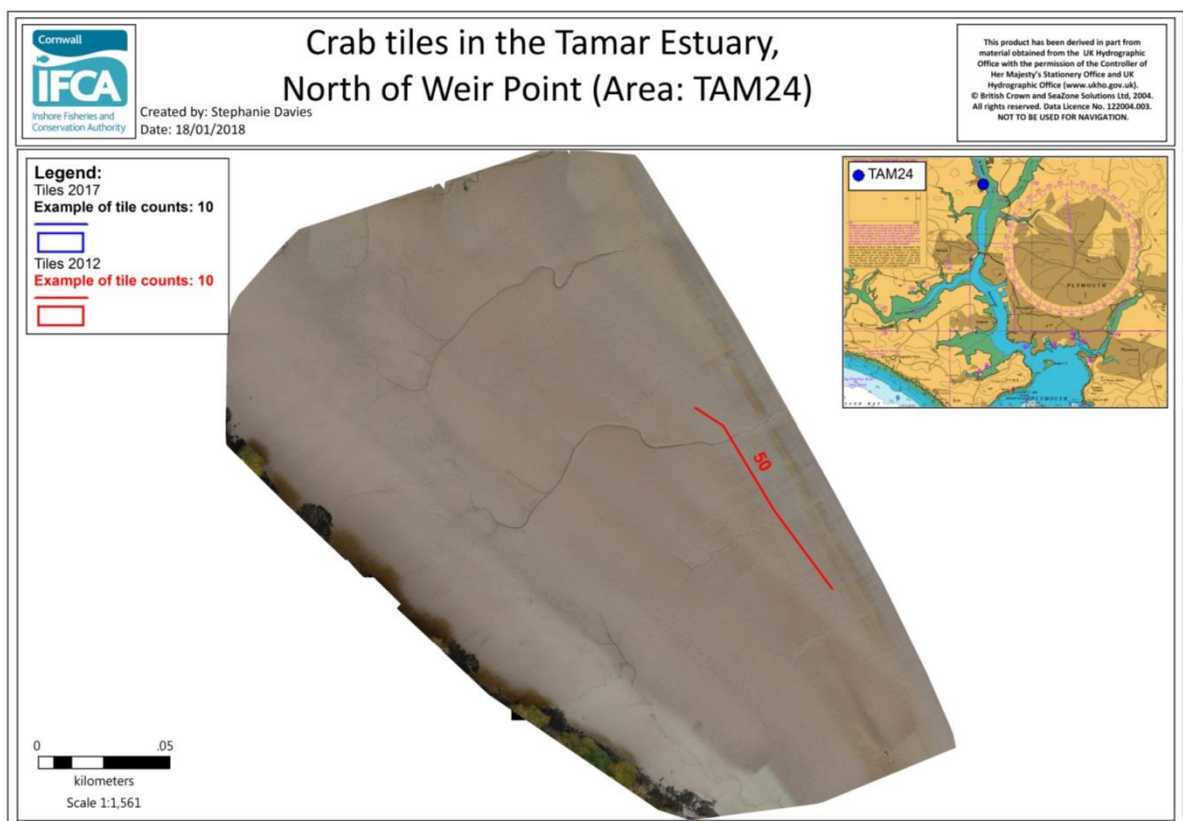 Cornwall
IFCA
Inshore Fisheries and
Conservation Authority
Created by: Stephanie Davies
Date: 18/01/2018
Crab tiles in the Tamar Estuary,
North of Weir Point (Area: TAM24)
This product has been derived in part from
material obtained from the UK Hydrographic
Office with the permission of the Controller of
Her Majesty's Stationery Office and UK
Hydrographic Office (www.ukho.gov.uk).
© British Crown and SeaZone Solutions Ltd, 2004.
All rights reserved. Data Licence No. 122004.003.
NOT TO BE USED FOR NAVIGATION.
Legend:
Tiles 2017
Example of tile counts: 10
Tiles 2012
Example of tile counts: 10
TAM24
PLYMOUTH
PLYMOUTH
50
0 .05
kilometers
Scale 1:1,561